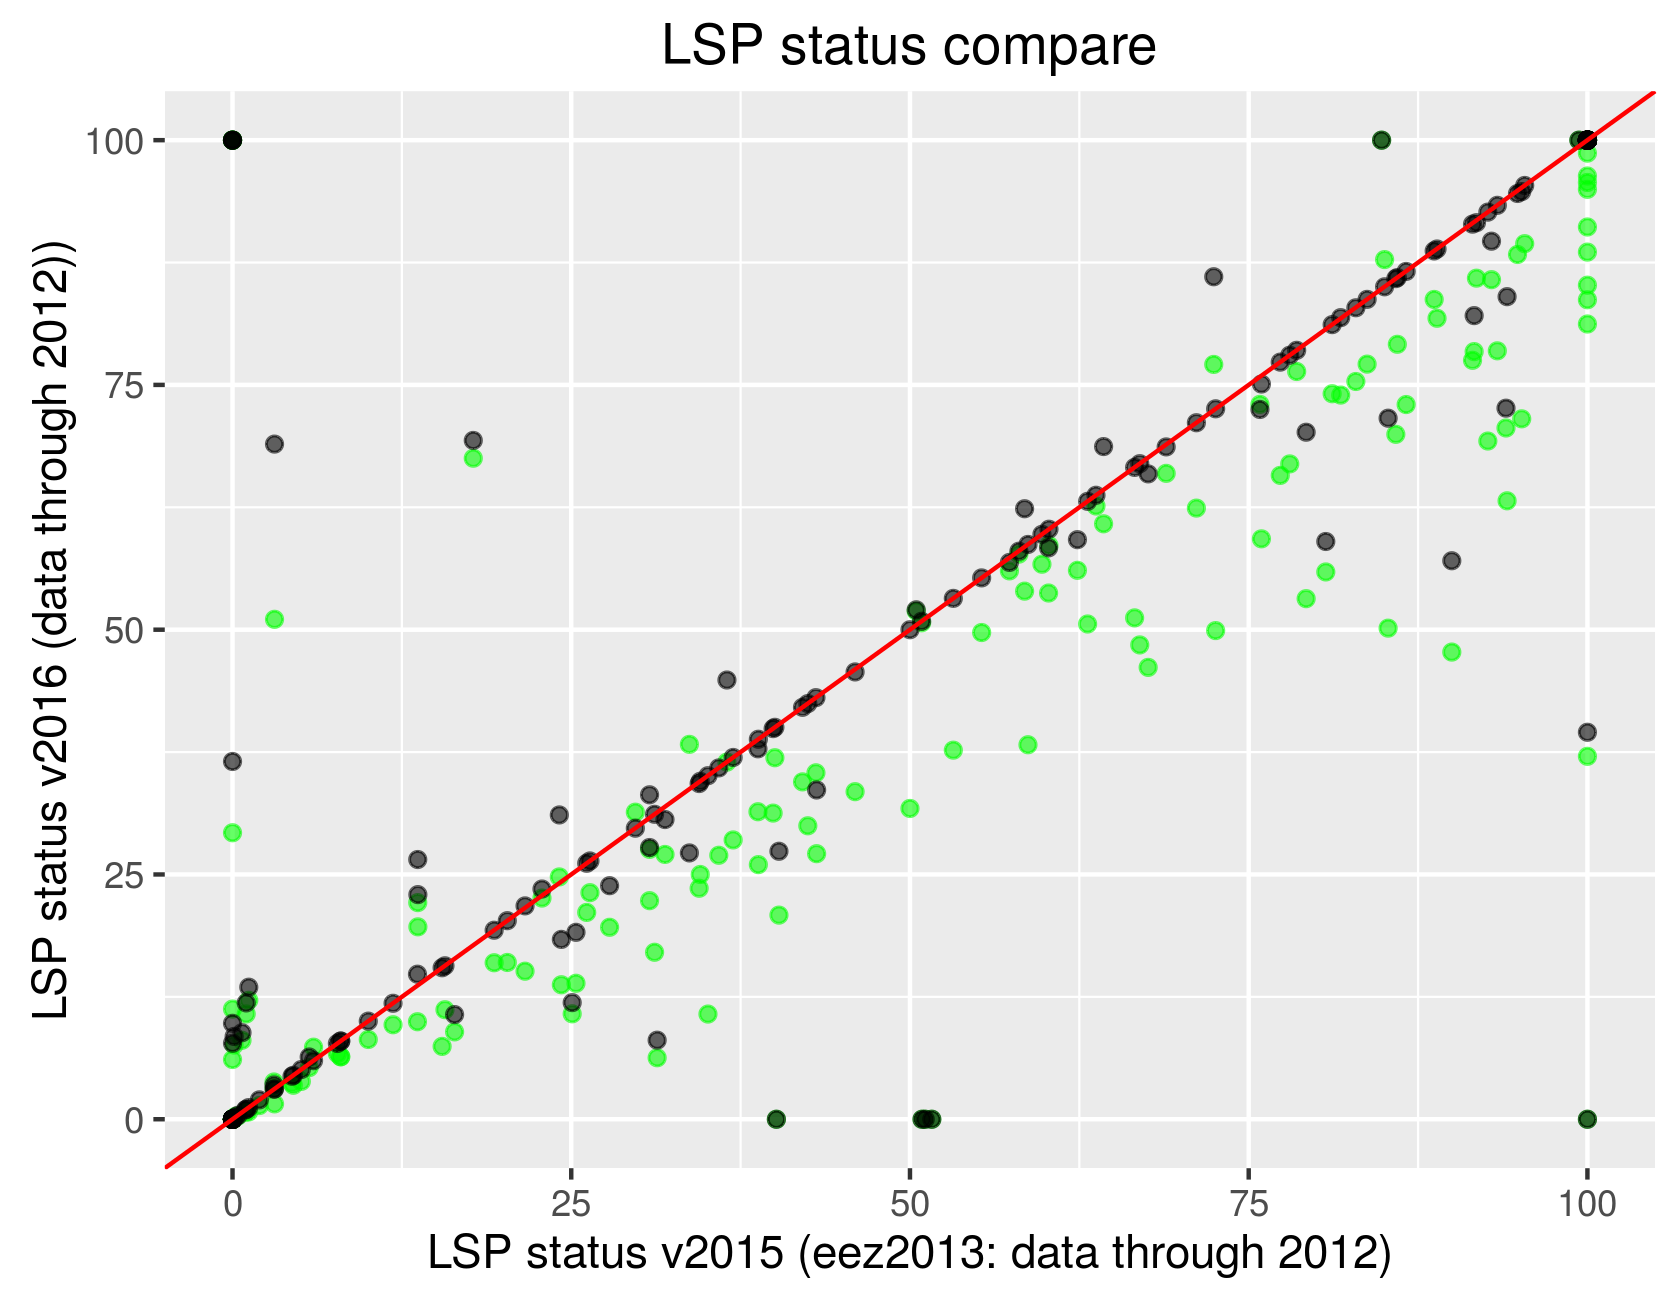 LSP status compare
100
75
50
25
0
LSP status v2016 (data through 2012))
0 25 50 75 100
LSP status v2015 (eez2013: data through 2012)